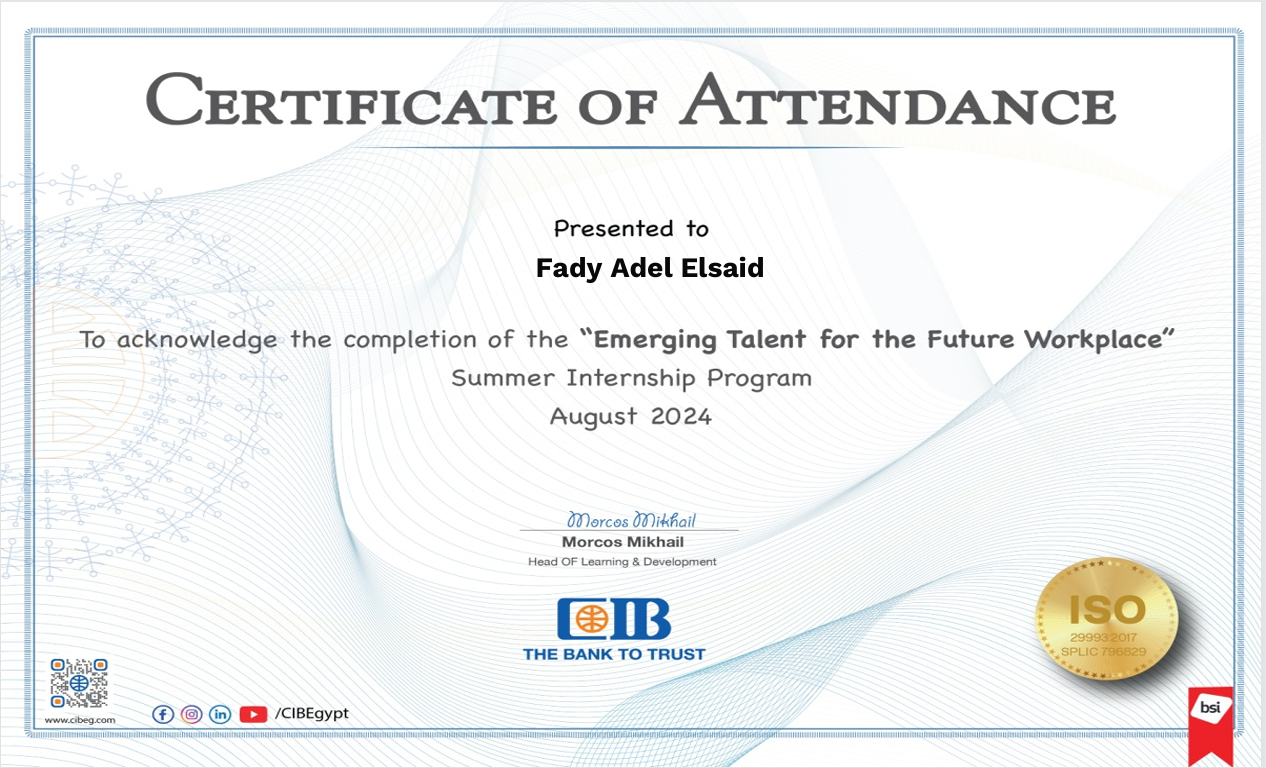 CERTIFICATE OF ATTENDANCE
Presented to
Fady Adel Elsaid
To acknowledge the completion of the “Emerging Talent for the Future Workplace”
Summer Internship Program
August 2024
Morcos Mikhail
Morcos Mikhail
Head OF Learning & Development
CIB
THE BANK TO TRUST
ISO
29993:2017
SPLIC 796829
bsi
www.cibeg.com
/CIBEgypt